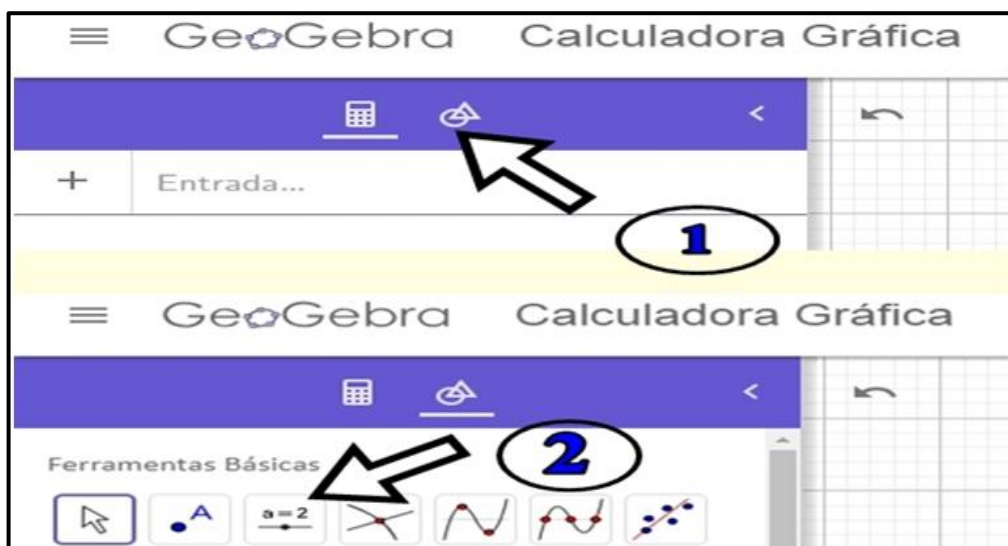 GeoGebra Calculadora Gráfica
+ Entrada...
1
GeoGebra Calculadora Gráfica
2
Ferramentas Básicas
A a=2